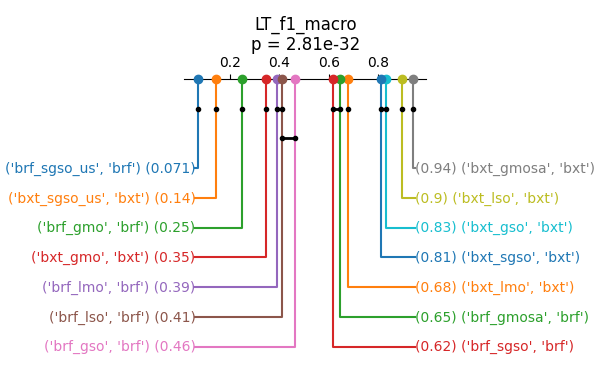 LT_f1_macro
p = 2.81e-32
0.2 0.4 0.6 0.8
('brf_sgso_us', 'brf') (0.071) (0.94) ('bxt_gmosa', 'bxt')
('bxt_sgso_us', 'bxt') (0.14) (0.9) ('bxt_lso', 'bxt')
('brf_gmo', 'brf') (0.25) (0.83) ('bxt_gso', 'bxt')
('bxt_gmo', 'bxt') (0.35) (0.81) ('bxt_sgso', 'bxt')
('brf_lmo', 'brf') (0.39) (0.68) ('bxt_lmo', 'bxt')
('brf_lso', 'brf') (0.41) (0.65) ('brf_gmosa', 'brf')
('brf_gso', 'brf') (0.46) (0.62) ('brf_sgso', 'brf')